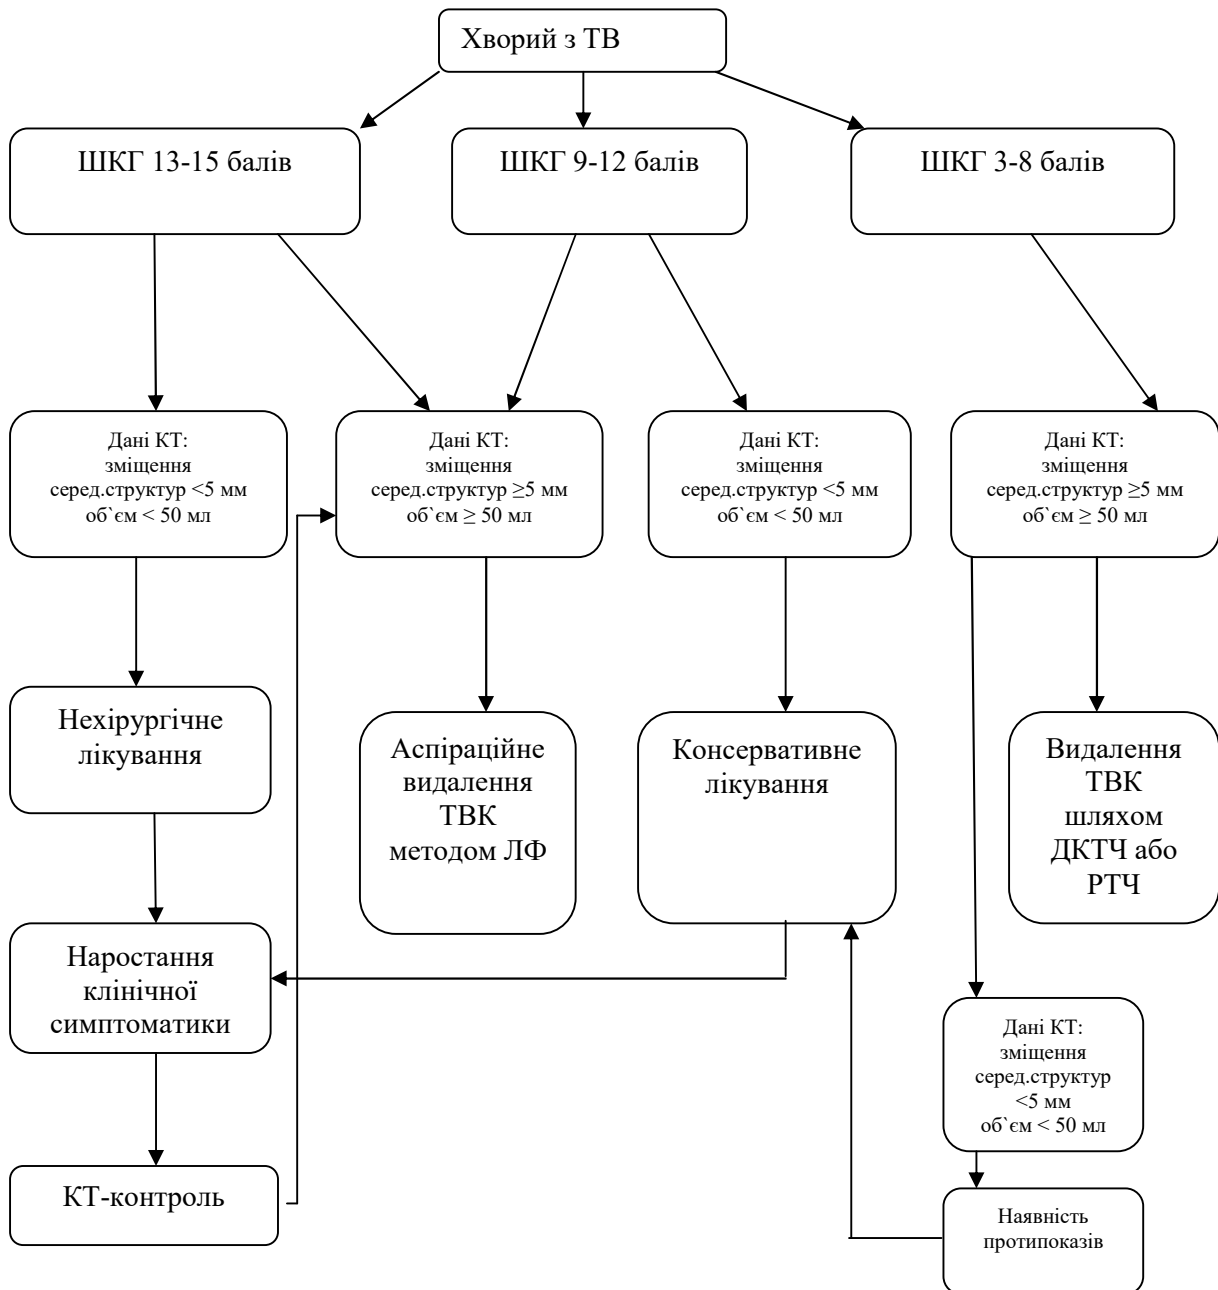 Хворий з ТВ
ШКГ 13-15 балів
ШКГ 9-12 балів
ШКГ 3-8 балів
Дані КТ:
зміщення
серед.структур <5 мм
об`єм < 50 мл
Дані КТ:
зміщення
серед.структур ≥5 мм
об`єм ≥ 50 мл
Дані КТ:
зміщення
серед.структур <5 мм
об`єм < 50 мл
Дані КТ:
зміщення
серед.структур ≥5 мм
об`єм ≥ 50 мл
Нехірургічне
лікування
Аспіраційне
видалення
ТВК
методом ЛФ
Консервативне
лікування
Видалення
ТВК
шляхом
ДКТЧ або
РТЧ
Наростання
клінічної
симптоматики
Дані КТ:
зміщення
серед.структур
<5 мм
об`єм < 50 мл
КТ-контроль
Наявність
протипоказів